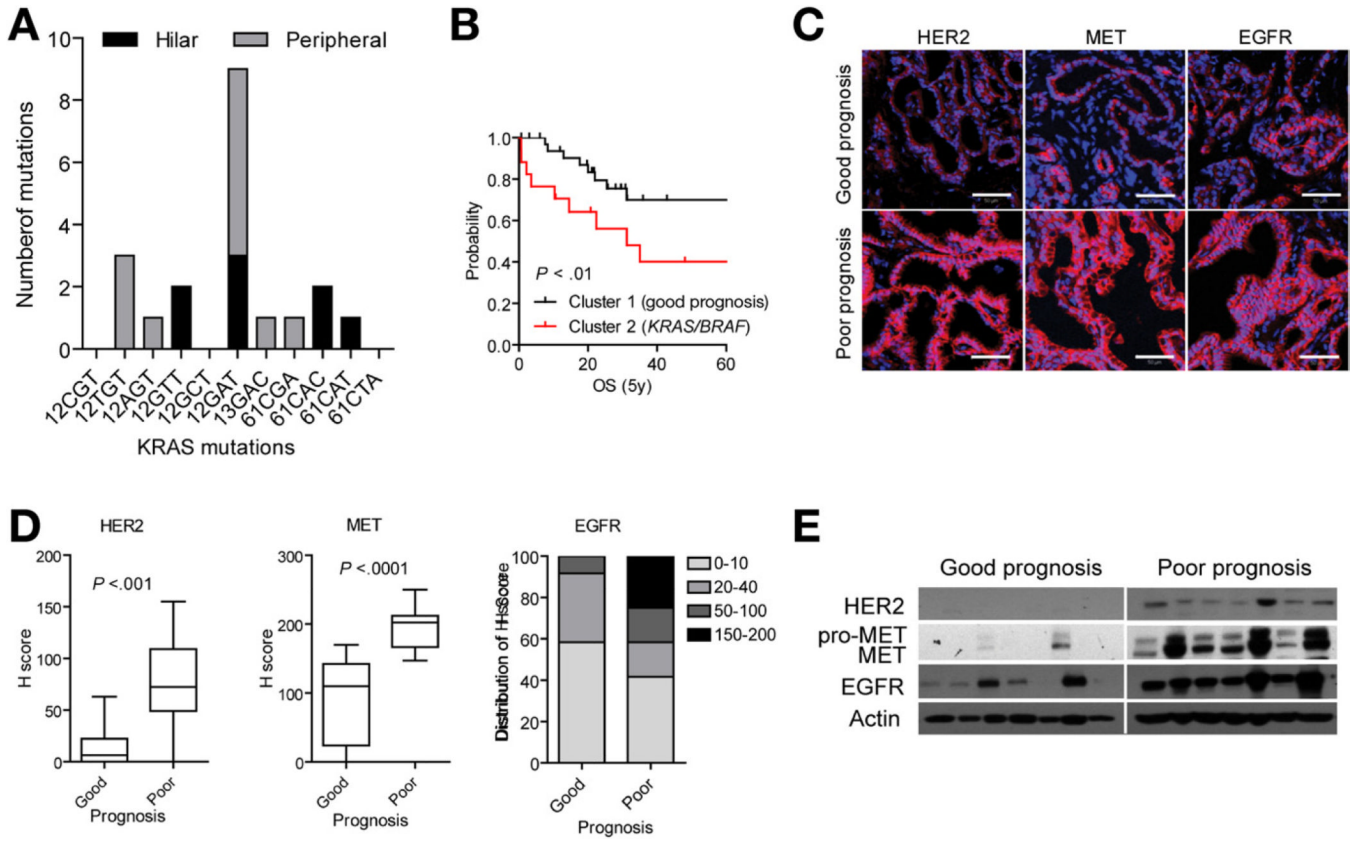 A
Hilar
Peripheral
10
8
6
4
2
0
Numberof mutations
12CGT
12TGT
12AGT
12GTT
12GCT
12GAT
13GAC
61CGA
61CAC
61CAT
61CTA
KRAS mutations
B
1.0
0.8
0.6
0.4
0.2
0.0
Probability
P < .01
Cluster 1 (good prognosis)
Cluster 2 (KRAS/BRAF)
0
20
40
60
OS (5y)
C
HER2
MET
EGFR
Good prognosis
Poor prognosis
D
HER2
200
150
100
50
0
H score
P <.001
Good
Poor
Prognosis
MET
300
200
100
0
H score
P <.0001
Good
Poor
Prognosis
EGFR
100
80
60
40
20
0
Distribution of H Score
0-10
20-40
50-100
150-200
Good
Poor
Prognosis
E
Good prognosis
Poor prognosis
HER2
pro-MET
MET
EGFR
Actin